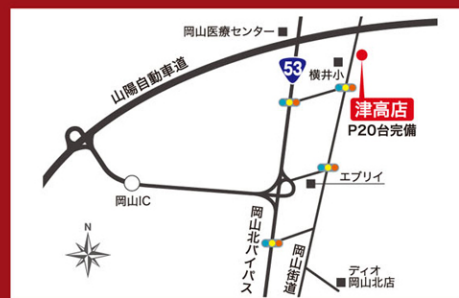 岡山医療センター
山陽自動車道
53
横井小
津高店
P20台完備
エブリイ
岡山IC
N
岡山北バイパス
岡山街道
ディオ
岡山北店